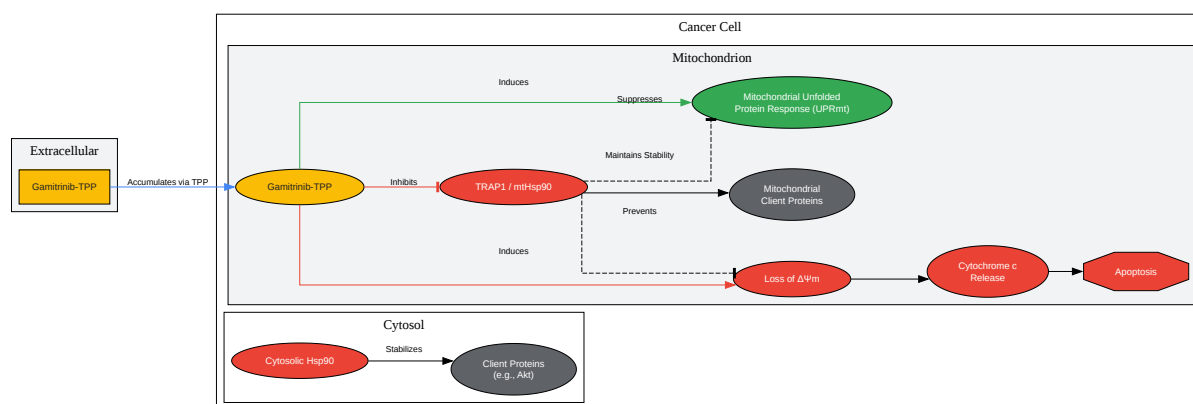 Cancer Cell
Mitochondrion
Induces
Suppresses
Mitochondrial Unfolded
Protein Response (UPRmt)
Extracellular
Gamitrinib-TPP
Accumulates via TPP
Gamitrinib-TPP
Inhibits
TRAP1 / mtHsp90
Maintains Stability
Mitochondrial
Client Proteins
Prevents
Induces
Loss of ΔΨm
Cytochrome c
Release
Apoptosis
Cytosol
Cytosolic Hsp90
Stabilizes
Client Proteins
(e.g., Akt)